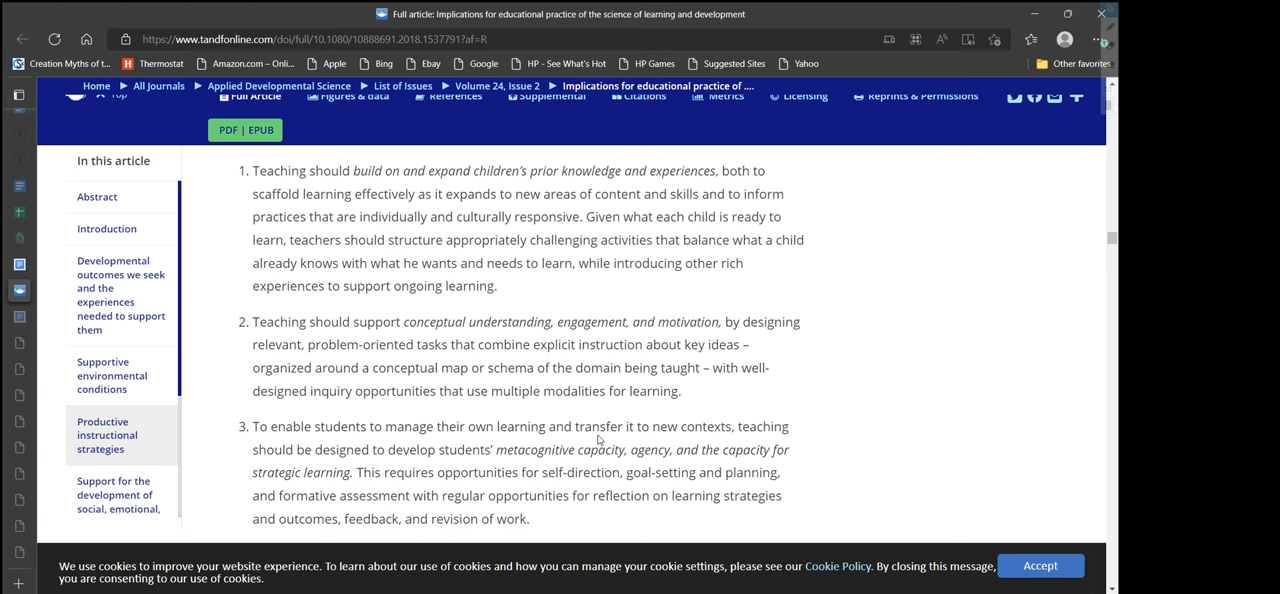 Full article: Implications for educational practice of the science of learning and development
https://www.tandfonline.com/doi/full/10.1080/10888691.2018.1537791?af=R
Creation Myths of t... Thermostat Amazon.com – Onli... Apple Bing Ebay Google HP - See What's Hot HP Games Suggested Sites Yahoo Other favorites
Home All Journals Applied Developmental Science List of Issues Volume 24, Issue 2 Implications for educational practice of ....
Top Full Article Figures & data References Supplemental Citations Metrics Licensing Reprints & Permissions
PDF | EPUB
In this article
Abstract
Introduction
Developmental
outcomes we seek
and the
experiences
needed to support
them
Supportive
environmental
conditions
Productive
instructional
strategies
Support for the
development of
social, emotional,
1. Teaching should build on and expand children's prior knowledge and experiences, both to
scaffold learning effectively as it expands to new areas of content and skills and to inform
practices that are individually and culturally responsive. Given what each child is ready to
learn, teachers should structure appropriately challenging activities that balance what a child
already knows with what he wants and needs to learn, while introducing other rich
experiences to support ongoing learning.
2. Teaching should support conceptual understanding, engagement, and motivation, by designing
relevant, problem-oriented tasks that combine explicit instruction about key ideas –
organized around a conceptual map or schema of the domain being taught – with well-
designed inquiry opportunities that use multiple modalities for learning.
3. To enable students to manage their own learning and transfer it to new contexts, teaching
should be designed to develop students' metacognitive capacity, agency, and the capacity for
strategic learning. This requires opportunities for self-direction, goal-setting and planning,
and formative assessment with regular opportunities for reflection on learning strategies
and outcomes, feedback, and revision of work.
We use cookies to improve your website experience. To learn about our use of cookies and how you can manage your cookie settings, please see our Cookie Policy. By closing this message,
you are consenting to our use of cookies.
Accept